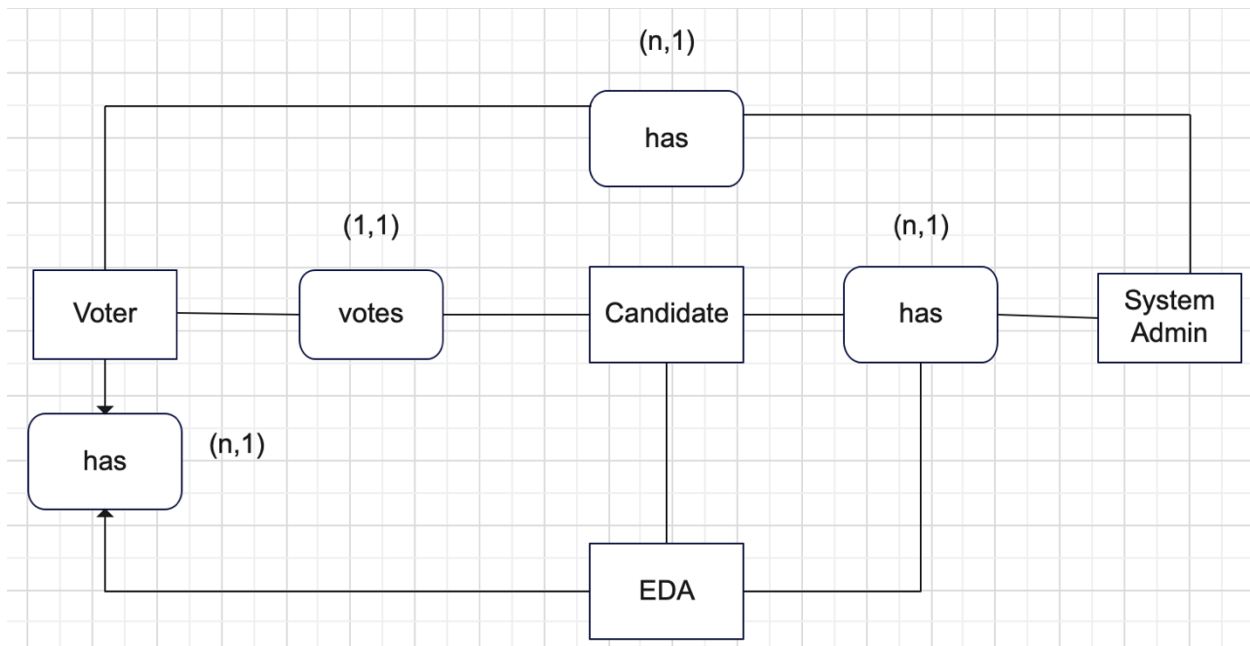 (n,1)
has
(1,1)
(n,1)
Voter
votes
Candidate
has
System
Admin
has
(n,1)
EDA